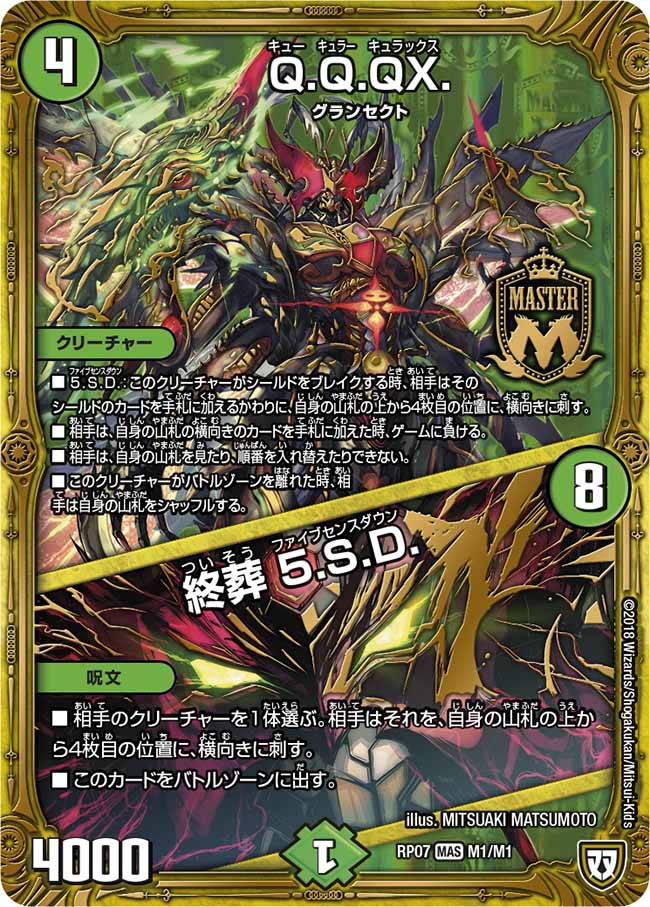 4
キュー キュラー キュラックス
Q.Q.QX.
グランセクト
MASTER
M
クリーチャー
■ 5.S.D.:このクリーチャーがシールドをブレイクする時、相手はその
シールドのカードを手札に加えるかわりに、自身の山札の上から4枚目の位置に、横向きに刺す。
■ 相手は、自身の山札の横向きのカードを手札に加えた時、ゲームに負ける。
■ 相手は、自身の山札を見たり、順番を入れ替えたりできない。
■ このクリーチャーがバトルゾーンを離れた時、相
手は自身の山札をシャッフルする。
8
ついそう ファイブセンスダウン
終葬 5.S.D.
呪文
■ 相手のクリーチャーを1体選ぶ。相手はそれを、自身の山札の上か
ら4枚目の位置に、横向きに刺す。
■ このカードをバトルゾーンに出す。
©2018 Wizards/Shogakukan/Mitsui-Kids
illus. MITSUAKI MATSUMOTO
4000
1
RP07 MAS M1/M1